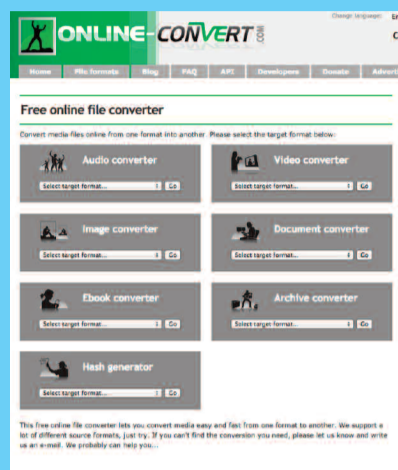 Change language: En
ONLINE-CONVERT.COM
C
Home File formats Blog FAQ API Developers Donate Adverti
Free online file converter
Convert media files online from one format into another. Please select the target format below:
Audio converter
Select target format... Go
Video converter
Select target format... Go
Image converter
Select target format... Go
Document converter
Select target format... Go
Ebook converter
Select target format... Go
Archive converter
Select target format... Go
Hash generator
Select target format... Go
This free online file converter lets you convert media easy and fast from one format to another. We support a
lot of different source formats, just try. If you can't find the conversion you need, please let us know and write
us an e-mail. We probably can help you...